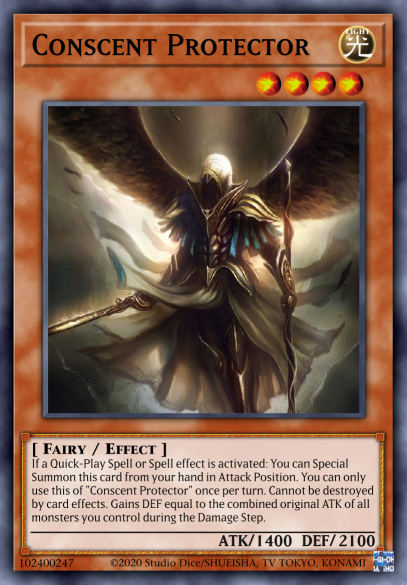 Conscent Protector
LIGHT
光
[ Fairy / Effect ]
If a Quick-Play Spell or Spell effect is activated: You can Special
Summon this card from your hand in Attack Position. You can only
use this of "Conscent Protector" once per turn. Cannot be destroyed
by card effects. Gains DEF equal to the combined original ATK of all
monsters you control during the Damage Step.
ATK/1400 DEF/2100
102400247 ©2020 Studio Dice/SHUEISHA, TV TOKYO, KONAMI